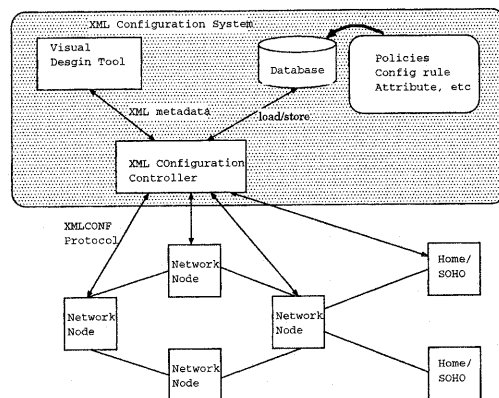 XML Configuration System
Visual
Desgin Tool
Database
Policies
Config rule
Attribute, etc
XML metadata
load/store
XML COnfiguration
Controller
XMLCONF
Protocol
Network
Node
Home/
SOHO
Network
Node
Network
Node
Network
Node
Home/
SOHO